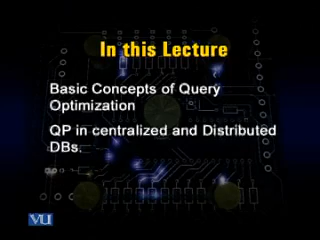 In this Lecture
Basic Concepts of Query
Optimization
QP in centralized and Distributed
DBs.
VU